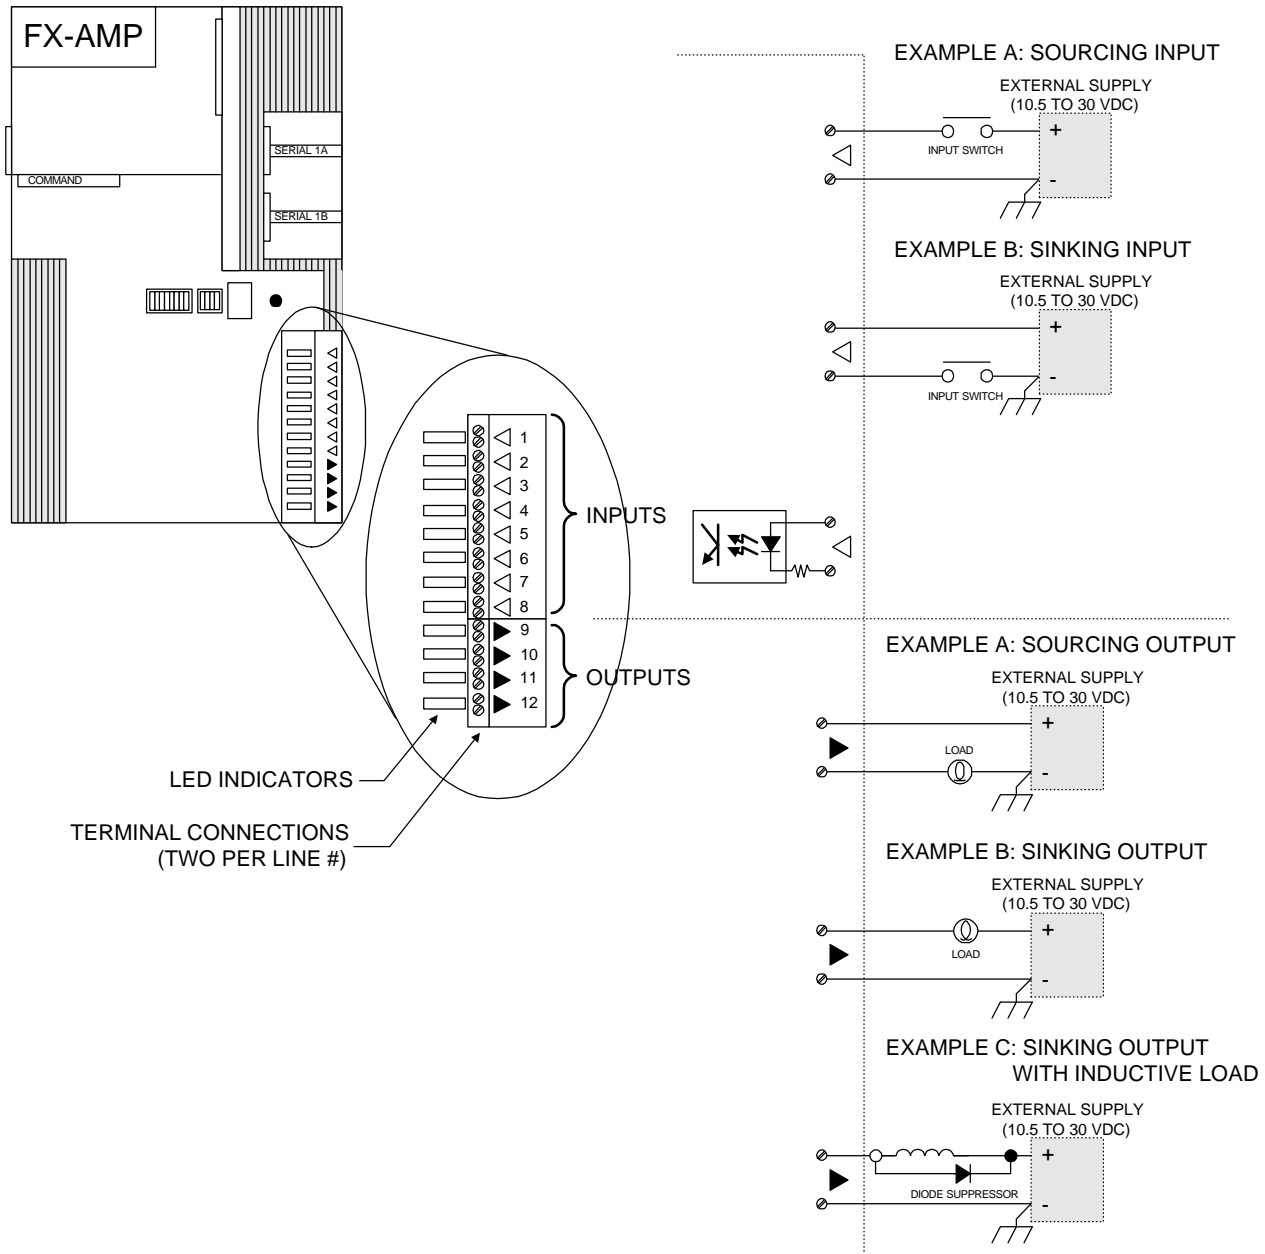 FX-AMP
SERIAL 1A
COMMAND
SERIAL 1B
1
2
3
4
5
6
7
8
9
10
11
12
INPUTS
OUTPUTS
LED INDICATORS
TERMINAL CONNECTIONS
(TWO PER LINE #)
EXAMPLE A: SOURCING INPUT
EXTERNAL SUPPLY
(10.5 TO 30 VDC)
+
INPUT SWITCH
-
EXAMPLE B: SINKING INPUT
EXTERNAL SUPPLY
(10.5 TO 30 VDC)
+
-
INPUT SWITCH
EXAMPLE A: SOURCING OUTPUT
EXTERNAL SUPPLY
(10.5 TO 30 VDC)
+
LOAD
-
EXAMPLE B: SINKING OUTPUT
EXTERNAL SUPPLY
(10.5 TO 30 VDC)
+
LOAD
-
EXAMPLE C: SINKING OUTPUT
WITH INDUCTIVE LOAD
EXTERNAL SUPPLY
(10.5 TO 30 VDC)
+
DIODE SUPPRESSOR
-